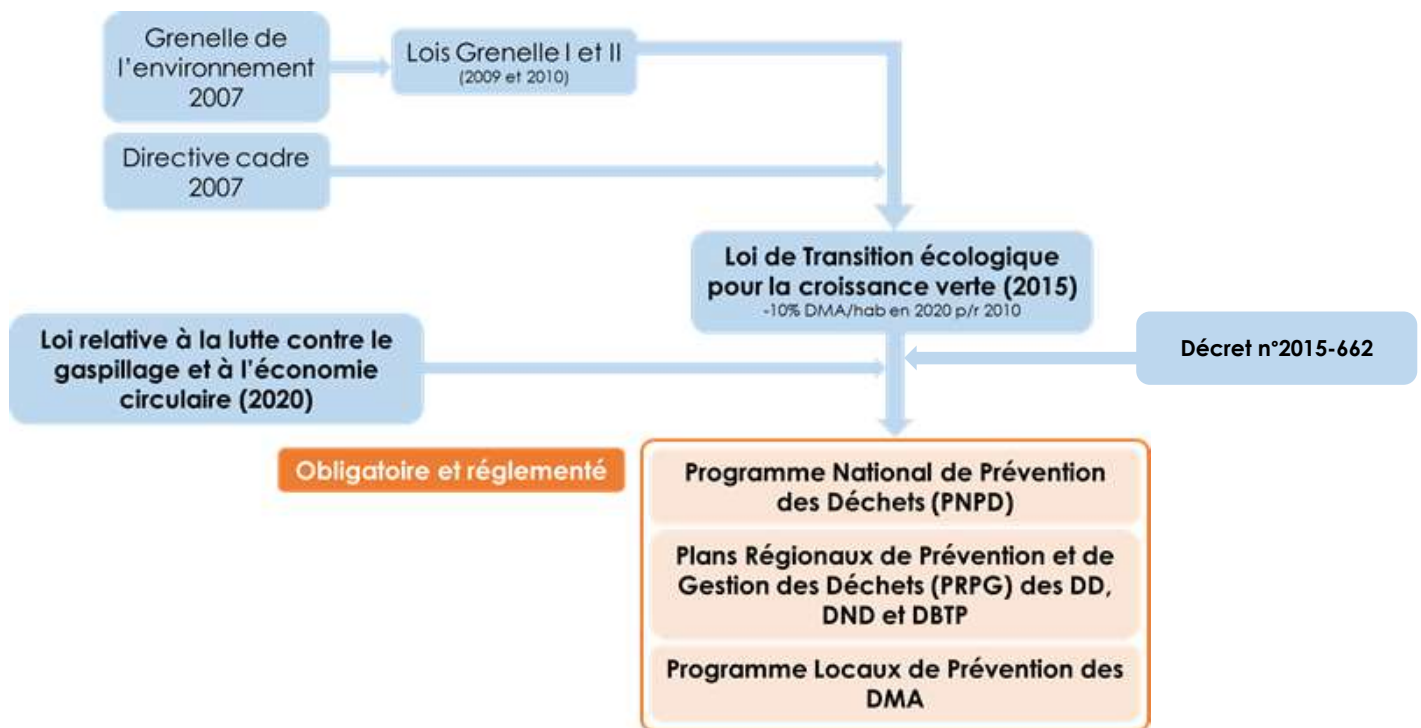 Grenelle de
l'environnement
2007
Lois Grenelle I et II
(2009 et 2010)
Directive cadre
2007
Loi de Transition écologique
pour la croissance verte (2015)
-10% DMA/hab en 2020 p/r 2010
Loi relative à la lutte contre le
gaspillage et à l'économie
circulaire (2020)
Décret n°2015-662
Obligatoire et réglementé
Programme National de Prévention
des Déchets (PNPD)
Plans Régionaux de Prévention et de
Gestion des Déchets (PRPG) des DD,
DND et DBTP
Programme Locaux de Prévention des
DMA